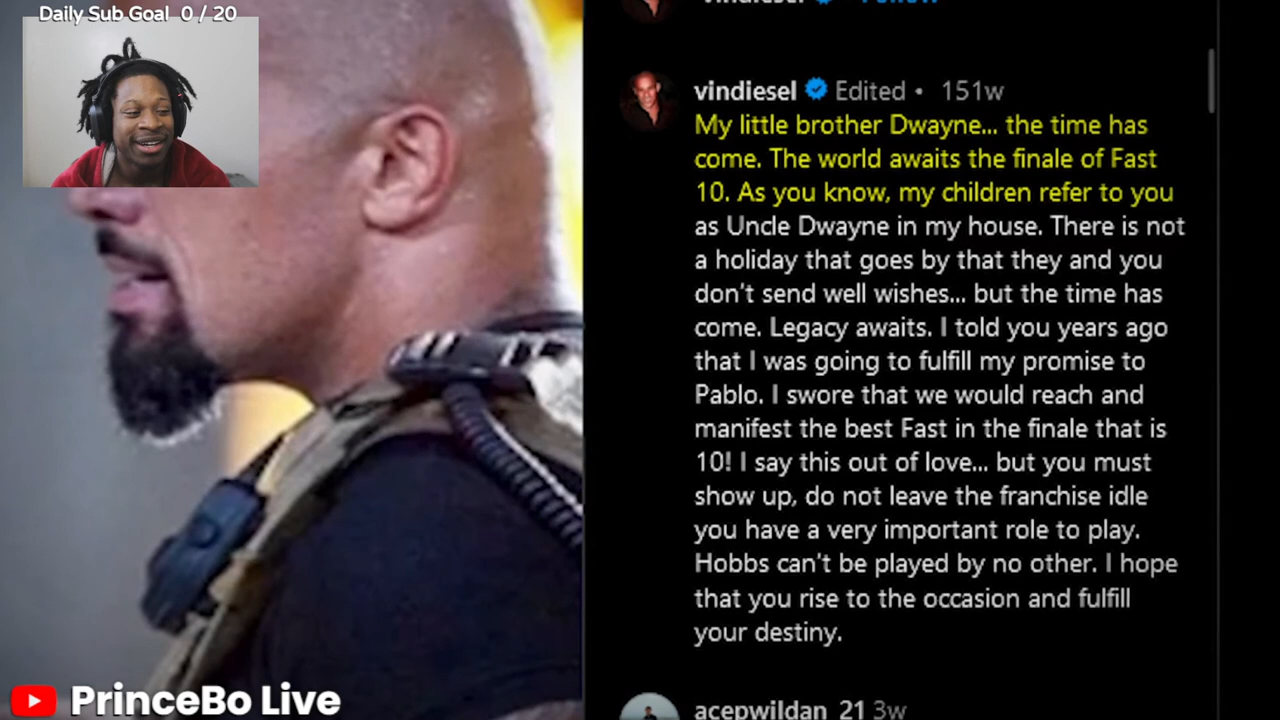 Daily Sub Goal 0 / 20
vindiesel Follow
vindiesel Edited • 151w
My little brother Dwayne... the time has
come. The world awaits the finale of Fast
10. As you know, my children refer to you
as Uncle Dwayne in my house. There is not
a holiday that goes by that they and you
don't send well wishes... but the time has
come. Legacy awaits. I told you years ago
that I was going to fulfill my promise to
Pablo. I swore that we would reach and
manifest the best Fast in the finale that is
10! I say this out of love... but you must
show up, do not leave the franchise idle
you have a very important role to play.
Hobbs can't be played by no other. I hope
that you rise to the occasion and fulfill
your destiny.
acepwildan_21 3w
PrinceBo Live